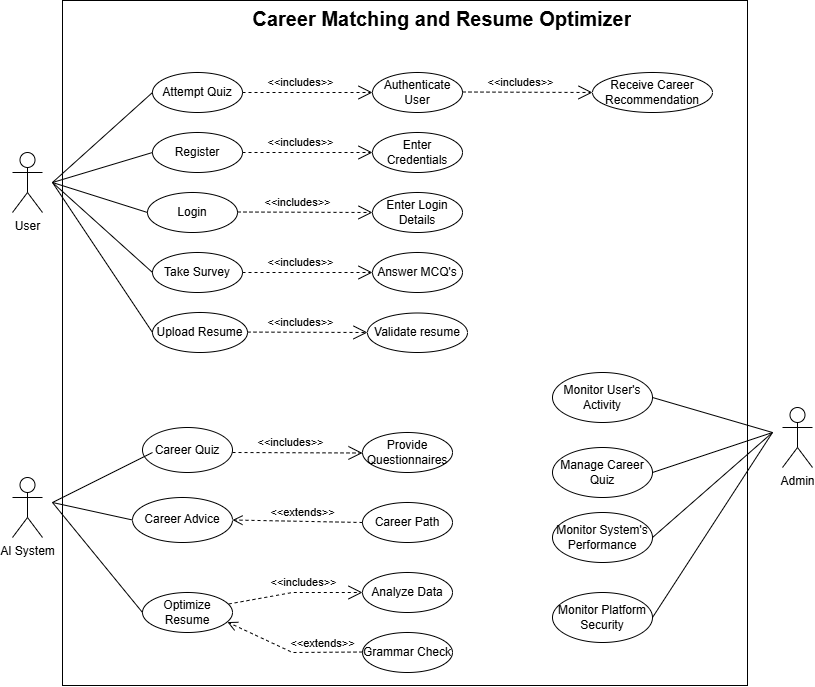 Career Matching and Resume Optimizer
Attempt Quiz
<<includes>>
Authenticate
User
<<includes>>
Receive Career
Recommendation
Register
<<includes>>
Enter
Credentials
User
Login
<<includes>>
Enter Login
Details
Take Survey
<<includes>>
Answer MCQ's
Upload Resume
<<includes>>
Validate resume
Monitor User's
Activity
Career Quiz
<<includes>>
Provide
Questionnaires
Manage Career
Quiz
Admin
AI System
Career Advice
<<extends>>
Career Path
Monitor System's
Performance
Optimize
Resume
<<includes>>
Analyze Data
<<extends>>
Grammar Check
Monitor Platform
Security